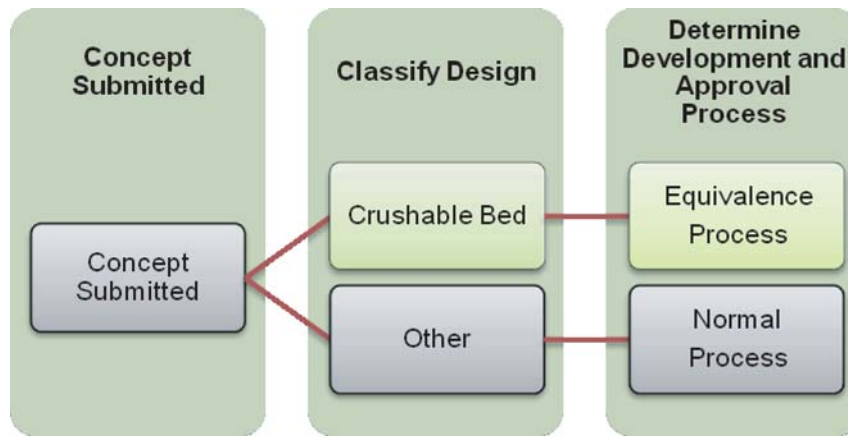 Concept
Submitted
Classify Design
Determine
Development and
Approval
Process
Concept
Submitted
Crushable Bed
Other
Equivalence
Process
Normal
Process